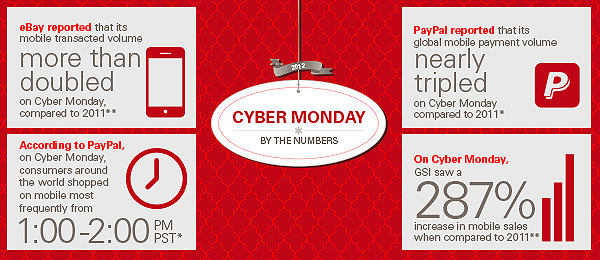 eBay reported that its
mobile transacted volume
more than
doubled
on Cyber Monday,
compared to 2011**
According to PayPal,
on Cyber Monday,
consumers around
the world shopped
on mobile most
frequently from
1:00-2:00 PM PST*
2012
CYBER MONDAY
BY THE NUMBERS
PayPal reported that its
global mobile payment volume
nearly
tripled
on Cyber Monday
compared to 2011*
P
On Cyber Monday,
GSI saw a
287%
increase in mobile sales
when compared to 2011**